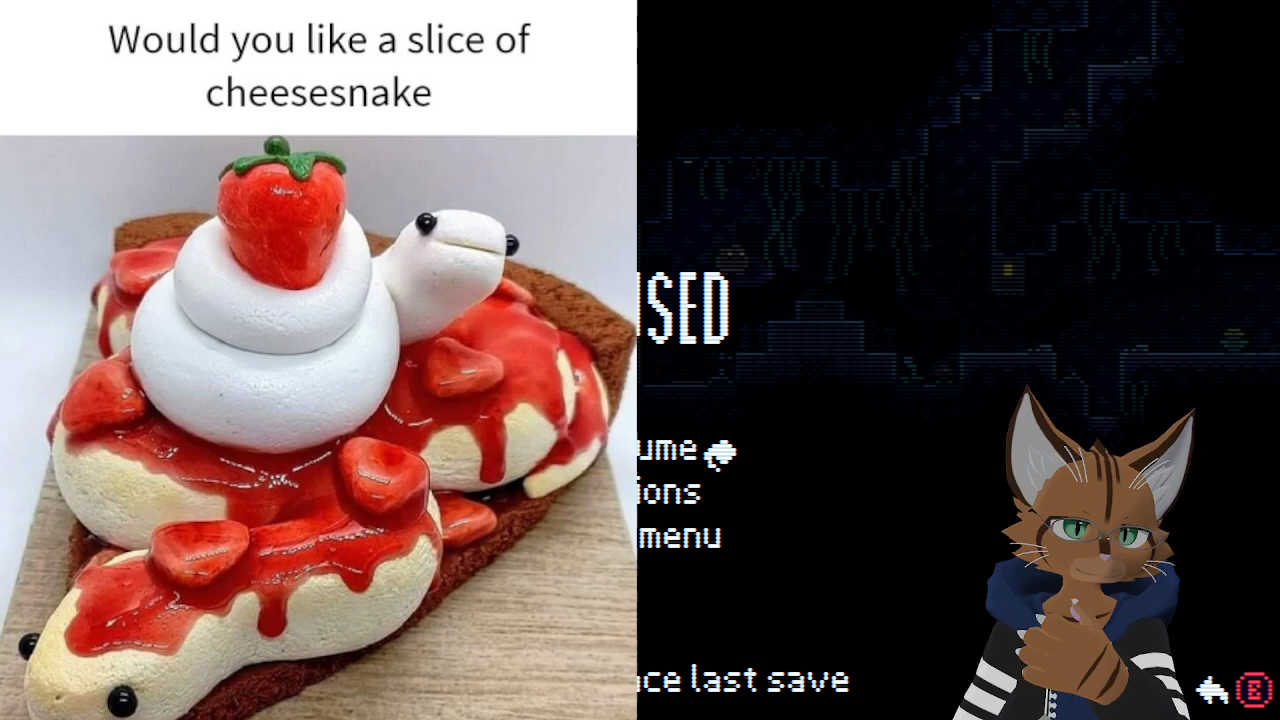 Would you like a slice of
cheesesnake
SED
ume
ions
menu
ce last save
E